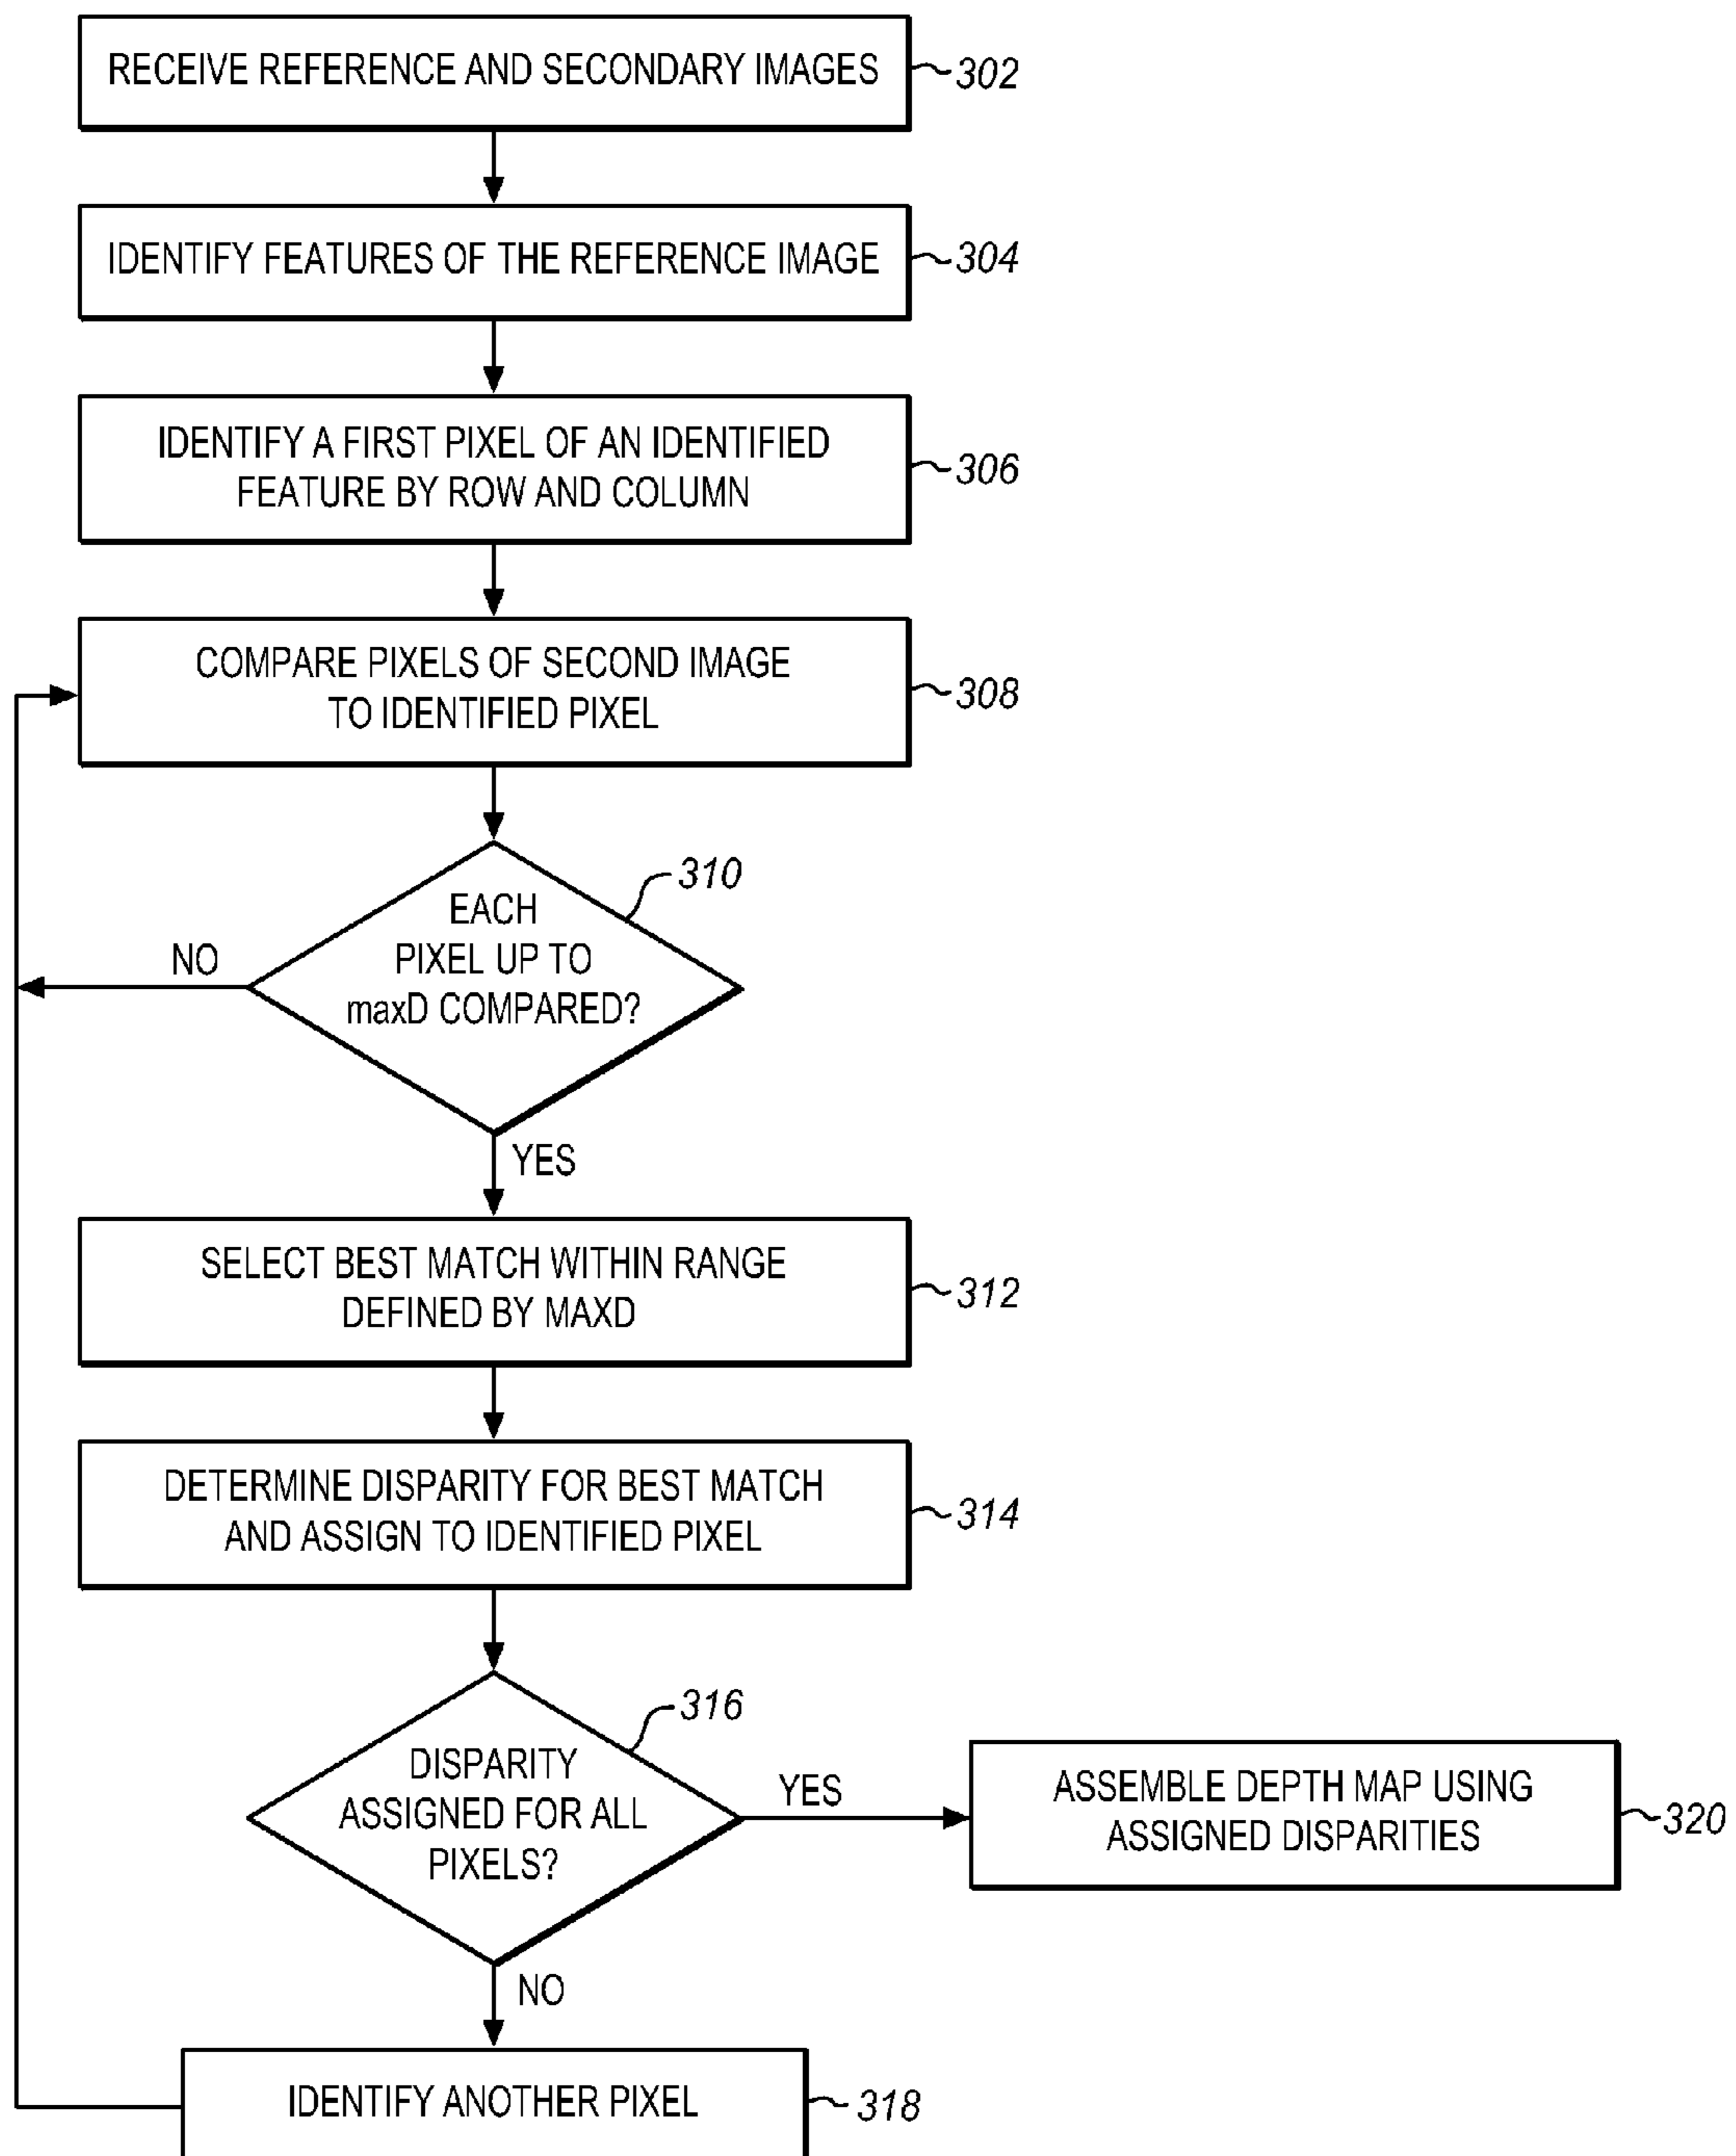 RECEIVE REFERENCE AND SECONDARY IMAGES
302
IDENTIFY FEATURES OF THE REFERENCE IMAGE
304
IDENTIFY A FIRST PIXEL OF AN IDENTIFIED
FEATURE BY ROW AND COLUMN
306
COMPARE PIXELS OF SECOND IMAGE
TO IDENTIFIED PIXEL
308
310
EACH
PIXEL UP TO
maxD COMPARED?
NO
YES
SELECT BEST MATCH WITHIN RANGE
DEFINED BY MAXD
312
DETERMINE DISPARITY FOR BEST MATCH
AND ASSIGN TO IDENTIFIED PIXEL
314
316
DISPARITY
ASSIGNED FOR ALL
PIXELS?
YES
ASSEMBLE DEPTH MAP USING
ASSIGNED DISPARITIES
320
NO
IDENTIFY ANOTHER PIXEL
318